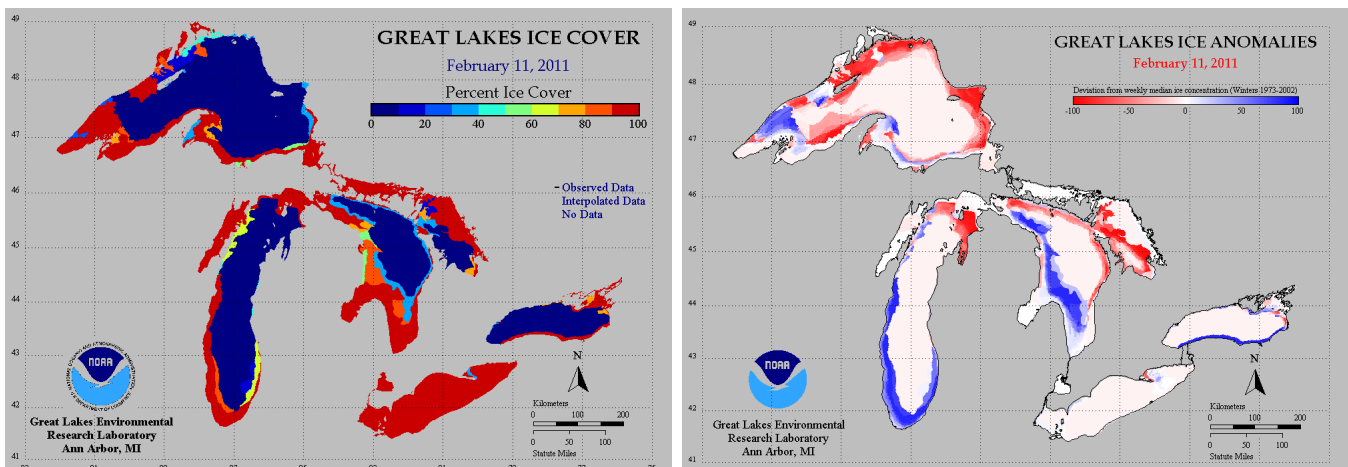 GREAT LAKES ICE COVER
February 11, 2011
Percent Ice Cover
0 20 40 60 80 100
Observed Data
Interpolated Data
No Data
49
48
47
46
45
44
43
42
41
NOAA
N
Great Lakes Environmental
Research Laboratory
Ann Arbor, MI
Kilometers
0 50 100 200
0 50 100
Statute Miles
GREAT LAKES ICE ANOMALIES
February 11, 2011
Deviation from weekly median ice concentration (Winters 1973-2002)
-100 -50 0 50 100
49
48
47
46
45
44
43
42
41
NOAA
N
Great Lakes Environmental
Research Laboratory
Ann Arbor, MI
Kilometers
0 50 100 200
0 50 100
Statute Miles